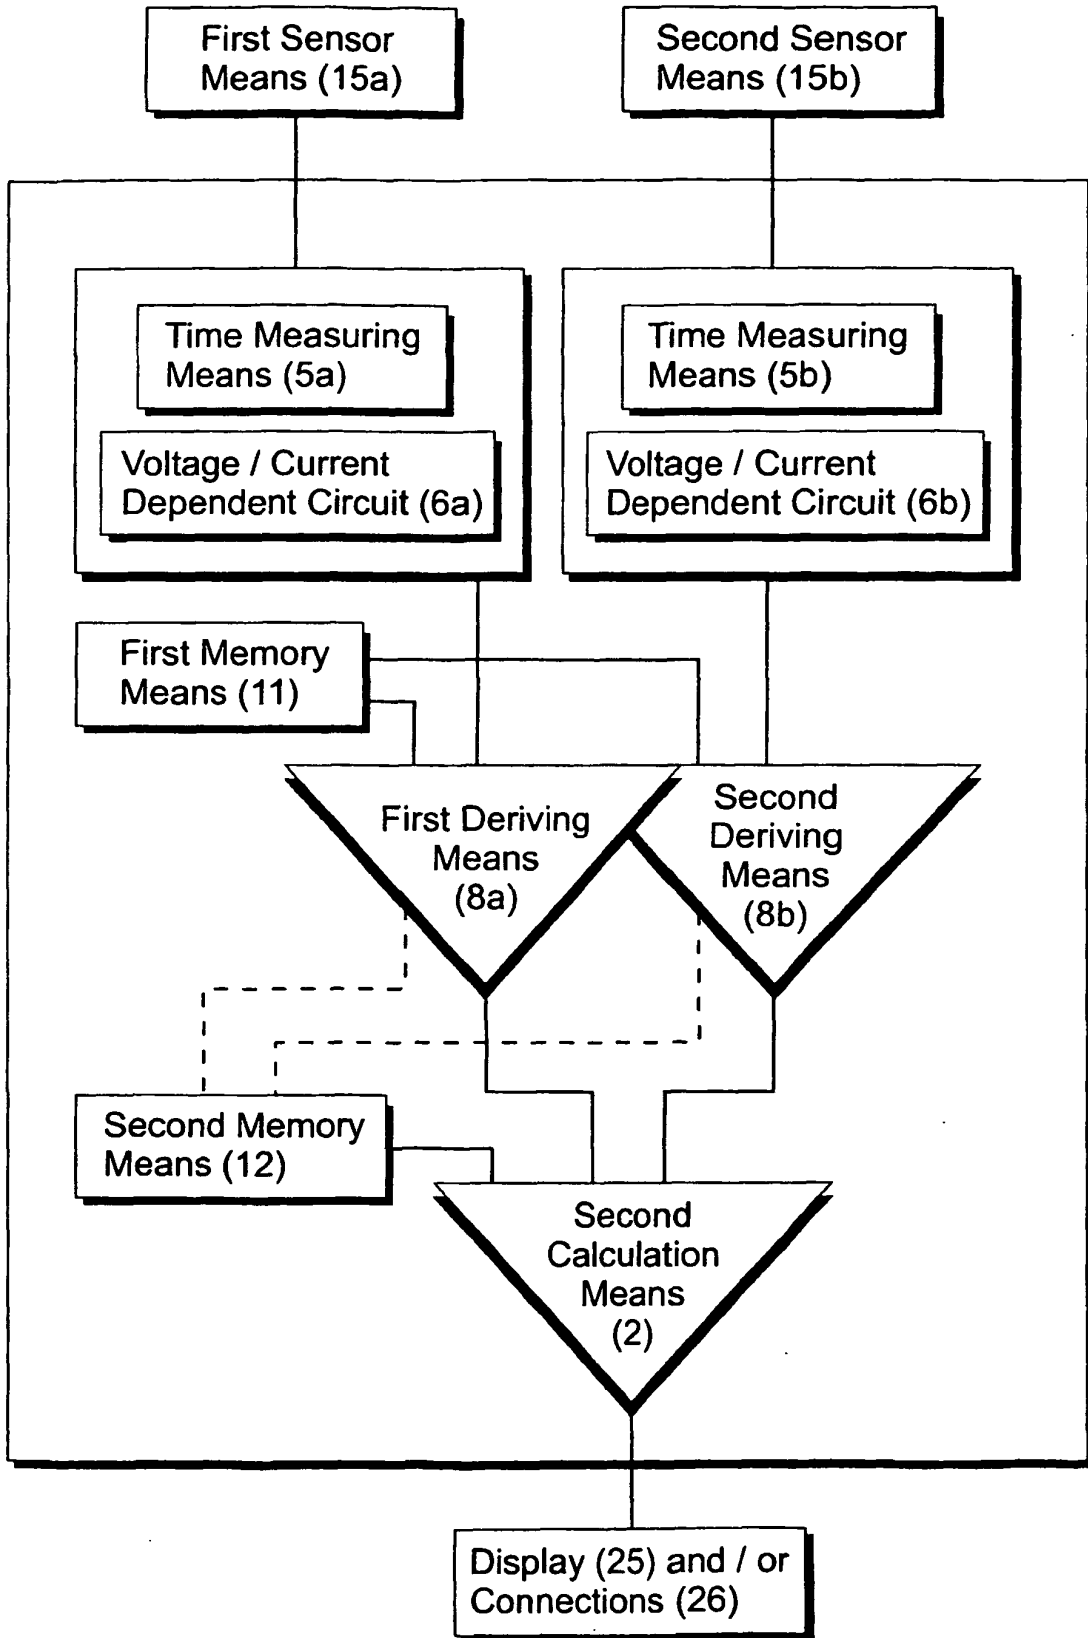 First Sensor
Means (15a)
Second Sensor
Means (15b)
Time Measuring
Means (5a)
Time Measuring
Means (5b)
Voltage / Current
Dependent Circuit (6a)
Voltage / Current
Dependent Circuit (6b)
First Memory
Means (11)
First Deriving
Means
(8a)
Second
Deriving
Means
(8b)
Second Memory
Means (12)
Second
Calculation
Means
(2)
Display (25) and / or
Connections (26)